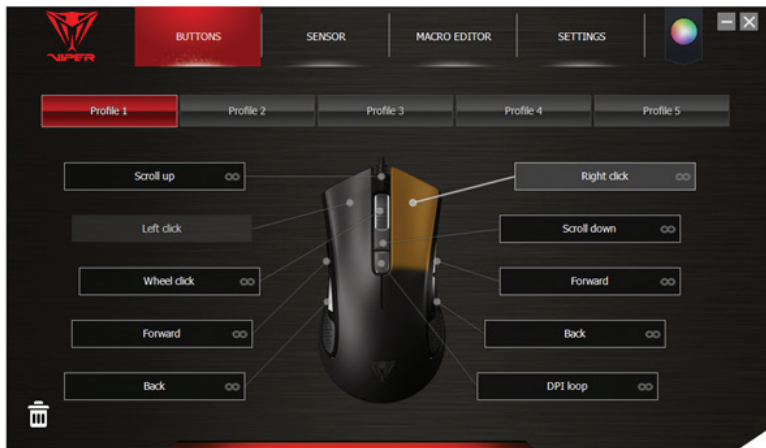 VIPER
BUTTONS
SENSOR
MACRO EDITOR
SETTINGS
Profile 1
Profile 2
Profile 3
Profile 4
Profile 5
Scroll up
Right click
Left click
Scroll down
Wheel click
Forward
Forward
Back
Back
DPI loop